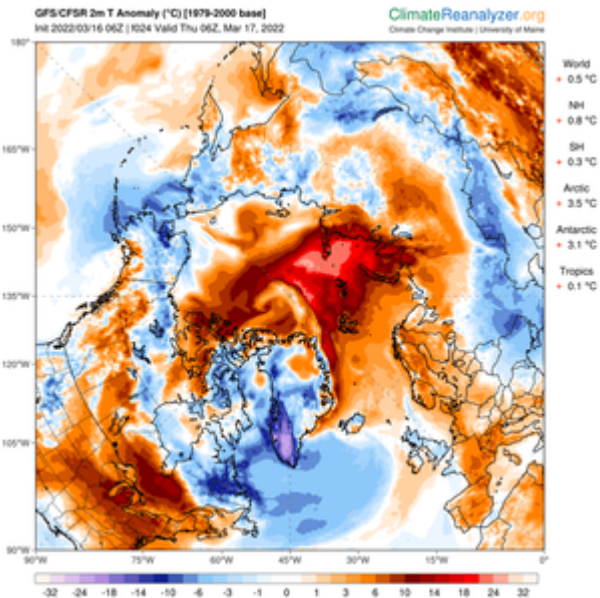 GFS/CFSR 2m T Anomaly (°C) [1979-2000 base]
Init 2022/03/16 06Z | f024 Valid Thu 06Z, Mar 17, 2022
ClimateReanalyzer.org
Climate Change Institute | University of Maine
180°
165°W
150°W
135°W
120°W
105°W
90°W
World
+ 0.5 °C
NH
+ 0.8 °C
SH
+ 0.3 °C
Arctic
+ 3.5 °C
Antarctic
+ 3.1 °C
Tropics
+ 0.1 °C
90°W 75°W 60°W 45°W 30°W 15°W 0°
-32 -24 -18 -14 -10 -6 -3 -1 0 1 3 6 10 14 18 24 32